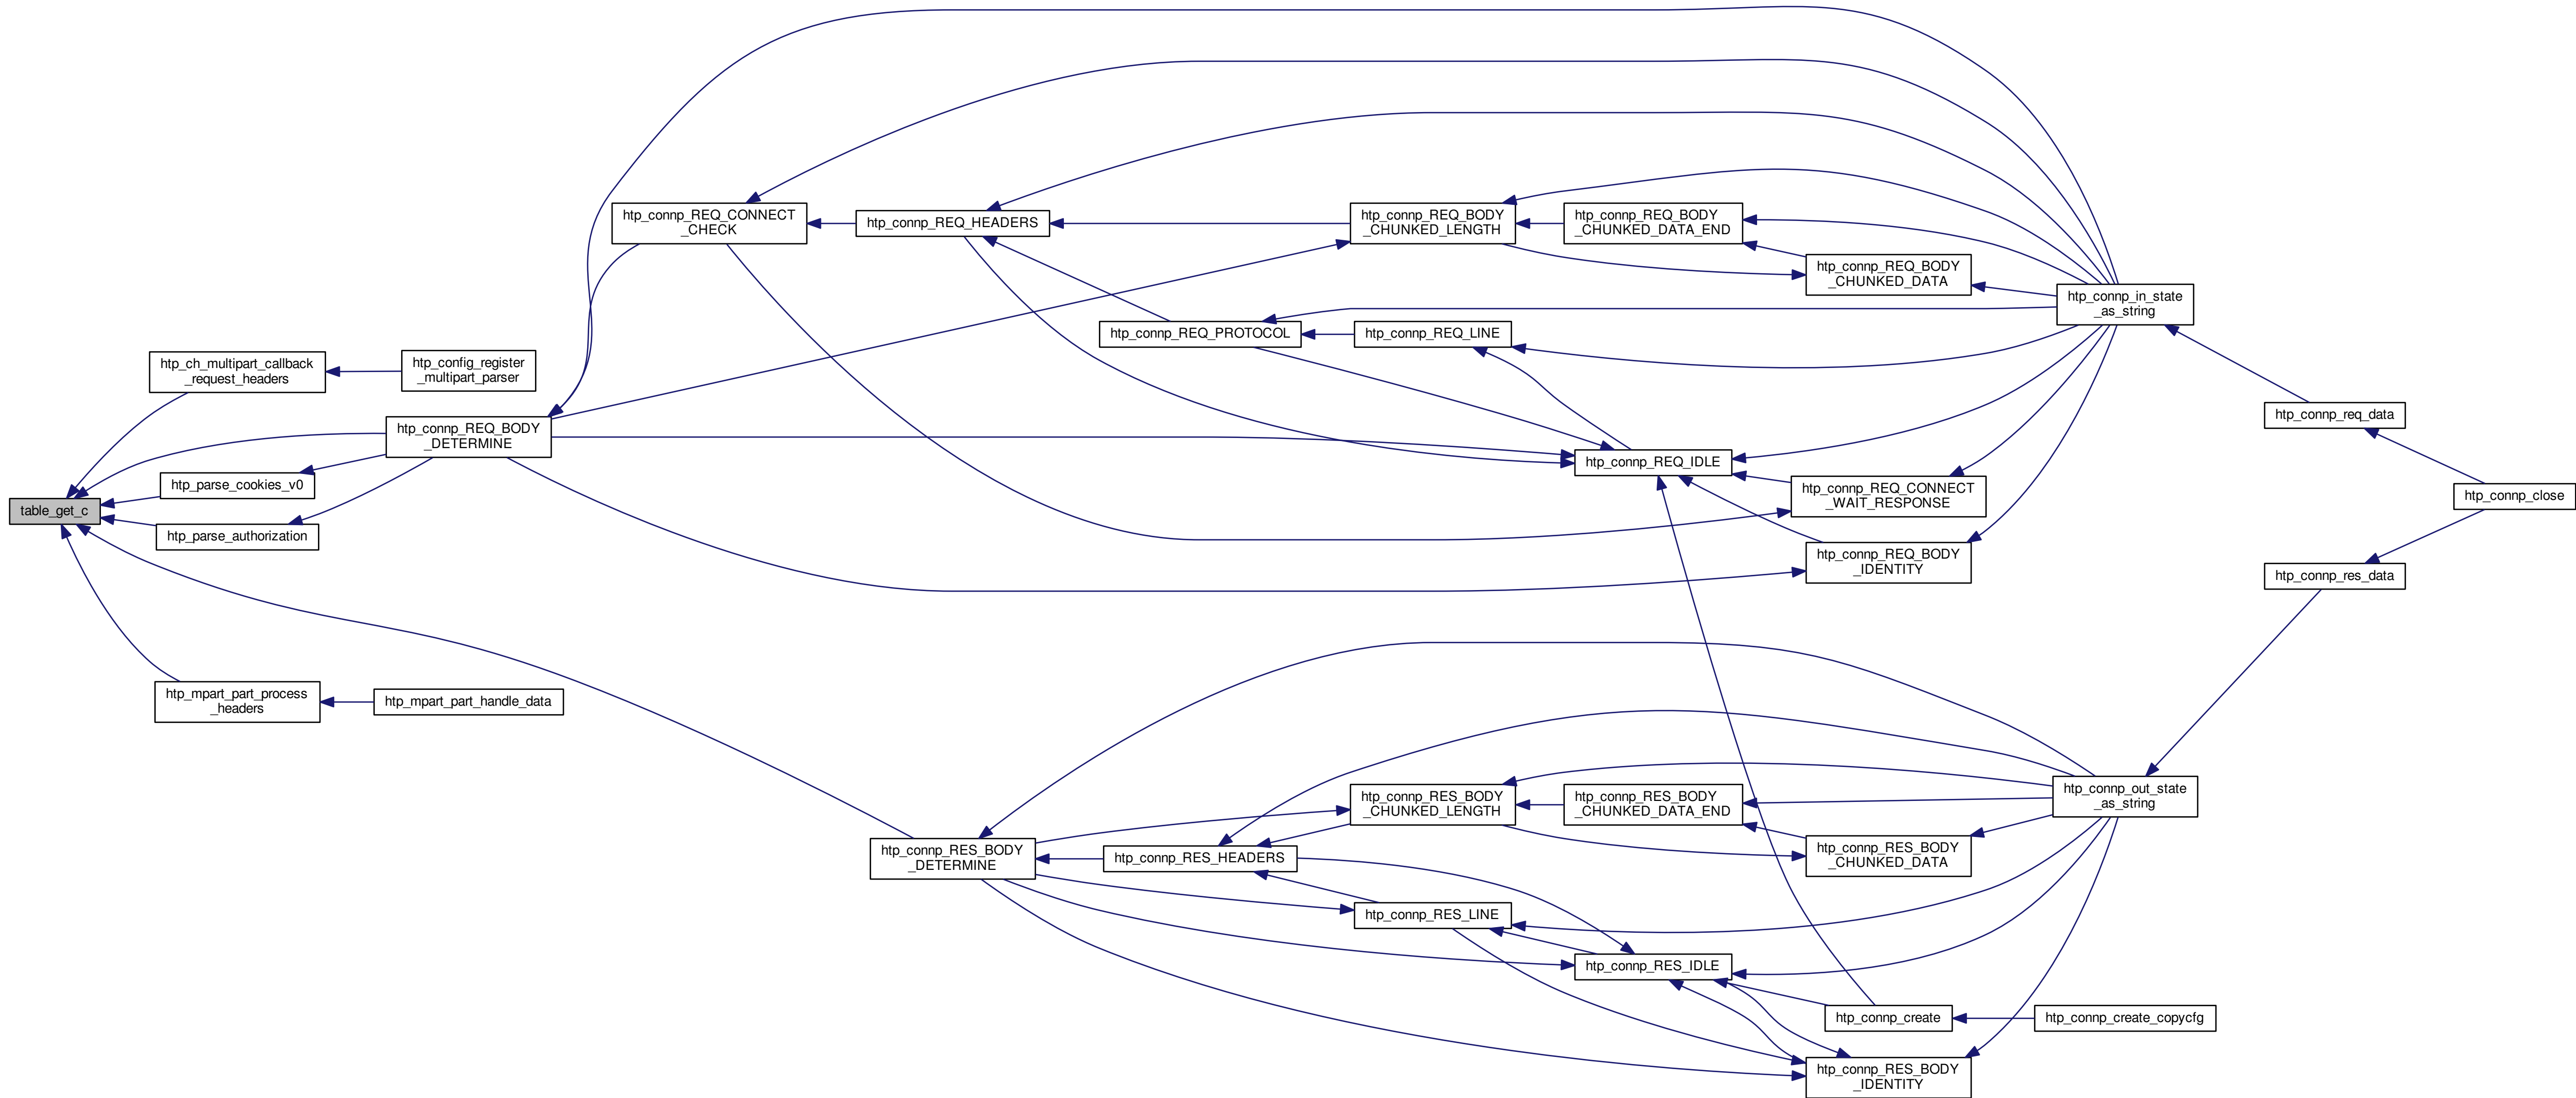 htp_connp_REQ_CONNECT
_CHECK
htp_connp_REQ_HEADERS
htp_connp_REQ_BODY
_CHUNKED_LENGTH
htp_connp_REQ_BODY
_CHUNKED_DATA_END
htp_connp_REQ_BODY
_CHUNKED_DATA
htp_connp_in_state
_as_string
htp_connp_REQ_PROTOCOL
htp_connp_REQ_LINE
htp_ch_multipart_callback
_request_headers
htp_config_register
_multipart_parser
htp_connp_req_data
htp_connp_REQ_BODY
_DETERMINE
htp_connp_REQ_IDLE
htp_parse_cookies_v0
htp_connp_REQ_CONNECT
_WAIT_RESPONSE
htp_connp_close
table_get_c
htp_parse_authorization
htp_connp_REQ_BODY
_IDENTITY
htp_connp_res_data
htp_mpart_part_process
_headers
htp_mpart_part_handle_data
htp_connp_RES_BODY
_CHUNKED_LENGTH
htp_connp_RES_BODY
_CHUNKED_DATA_END
htp_connp_out_state
_as_string
htp_connp_RES_BODY
_DETERMINE
htp_connp_RES_HEADERS
htp_connp_RES_BODY
_CHUNKED_DATA
htp_connp_RES_LINE
htp_connp_RES_IDLE
htp_connp_create
htp_connp_create_copycfg
htp_connp_RES_BODY
_IDENTITY